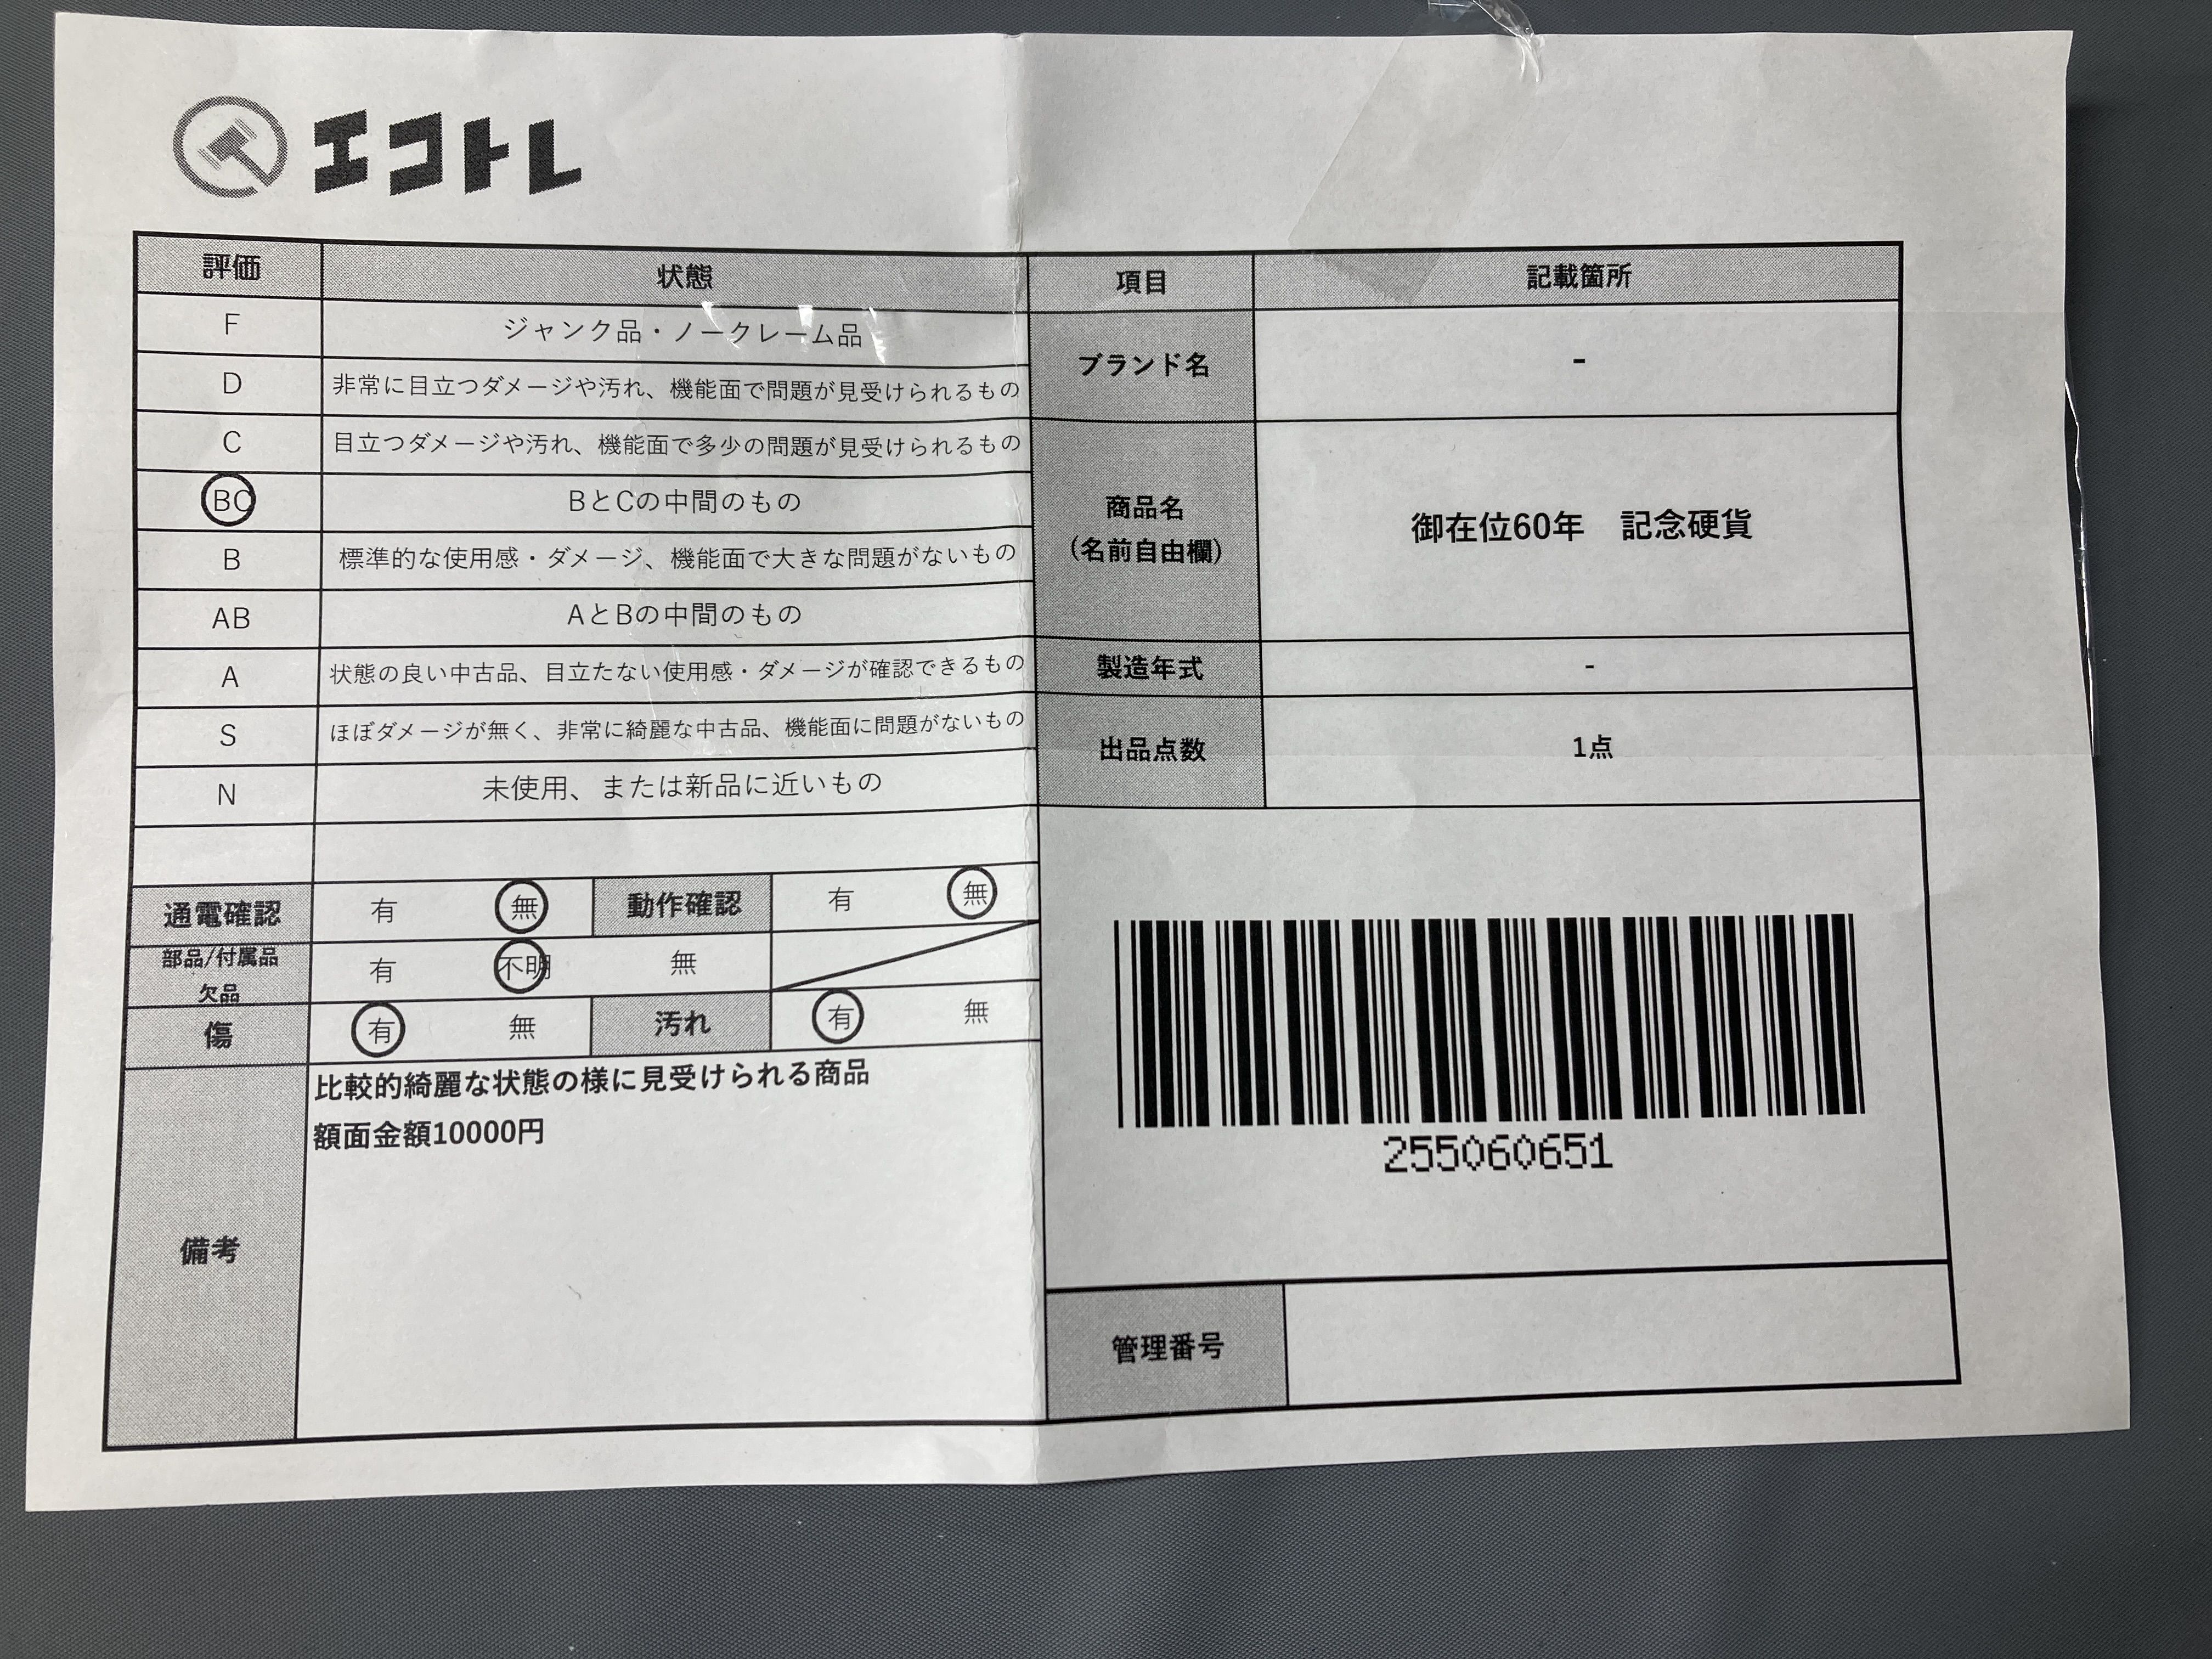 エコトレ
評価 状態
F ジャンク品・ノークレーム品
D 非常に目立つダメージや汚れ、機能面で問題が見受けられるもの
C 目立つダメージや汚れ、機能面で多少の問題が見受けられるもの
BC BとCの中間のもの
B 標準的な使用感・ダメージ、機能面で大きな問題がないもの
AB AとBの中間のもの
A 状態の良い中古品、目立たない使用感・ダメージが確認できるもの
S ほぼダメージが無く、非常に綺麗な中古品、機能面に問題がないもの
N 未使用、または新品に近いもの
通電確認 有 無 動作確認 有 無
部品/付属品
欠品 有 不明 無
傷 有 無 汚れ 有 無
備考
比較的綺麗な状態の様に見受けられる商品
額面金額10000円
項目 記載箇所
ブランド名 -
商品名
(名前自由欄)
御在位60年　記念硬貨
製造年式 -
出品点数 1点
255060651
管理番号